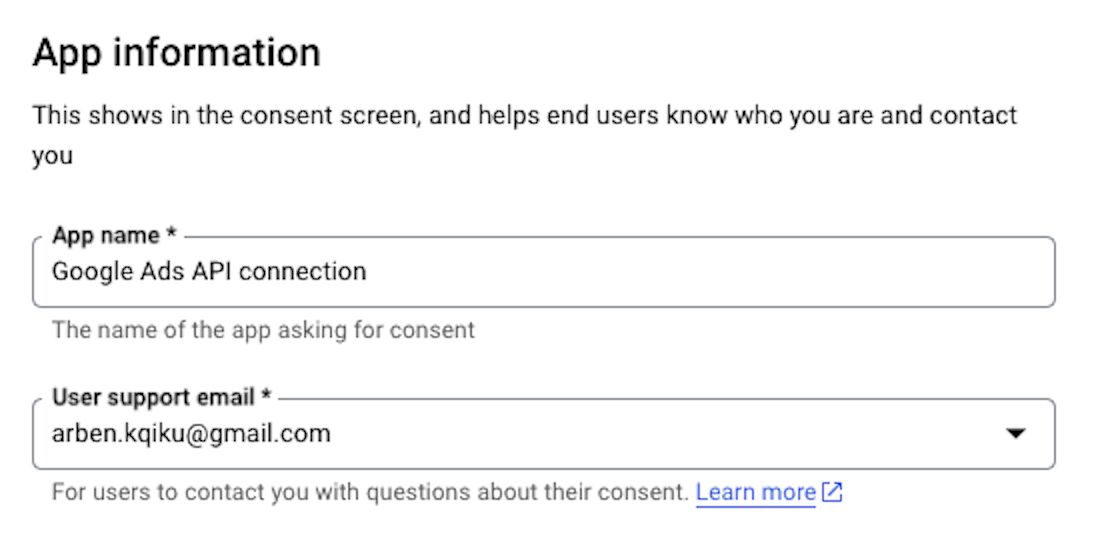 App information
This shows in the consent screen, and helps end users know who you are and contact
you
App name *
Google Ads API connection
The name of the app asking for consent
User support email *
arben.kqiku@gmail.com
For users to contact you with questions about their consent. Learn more